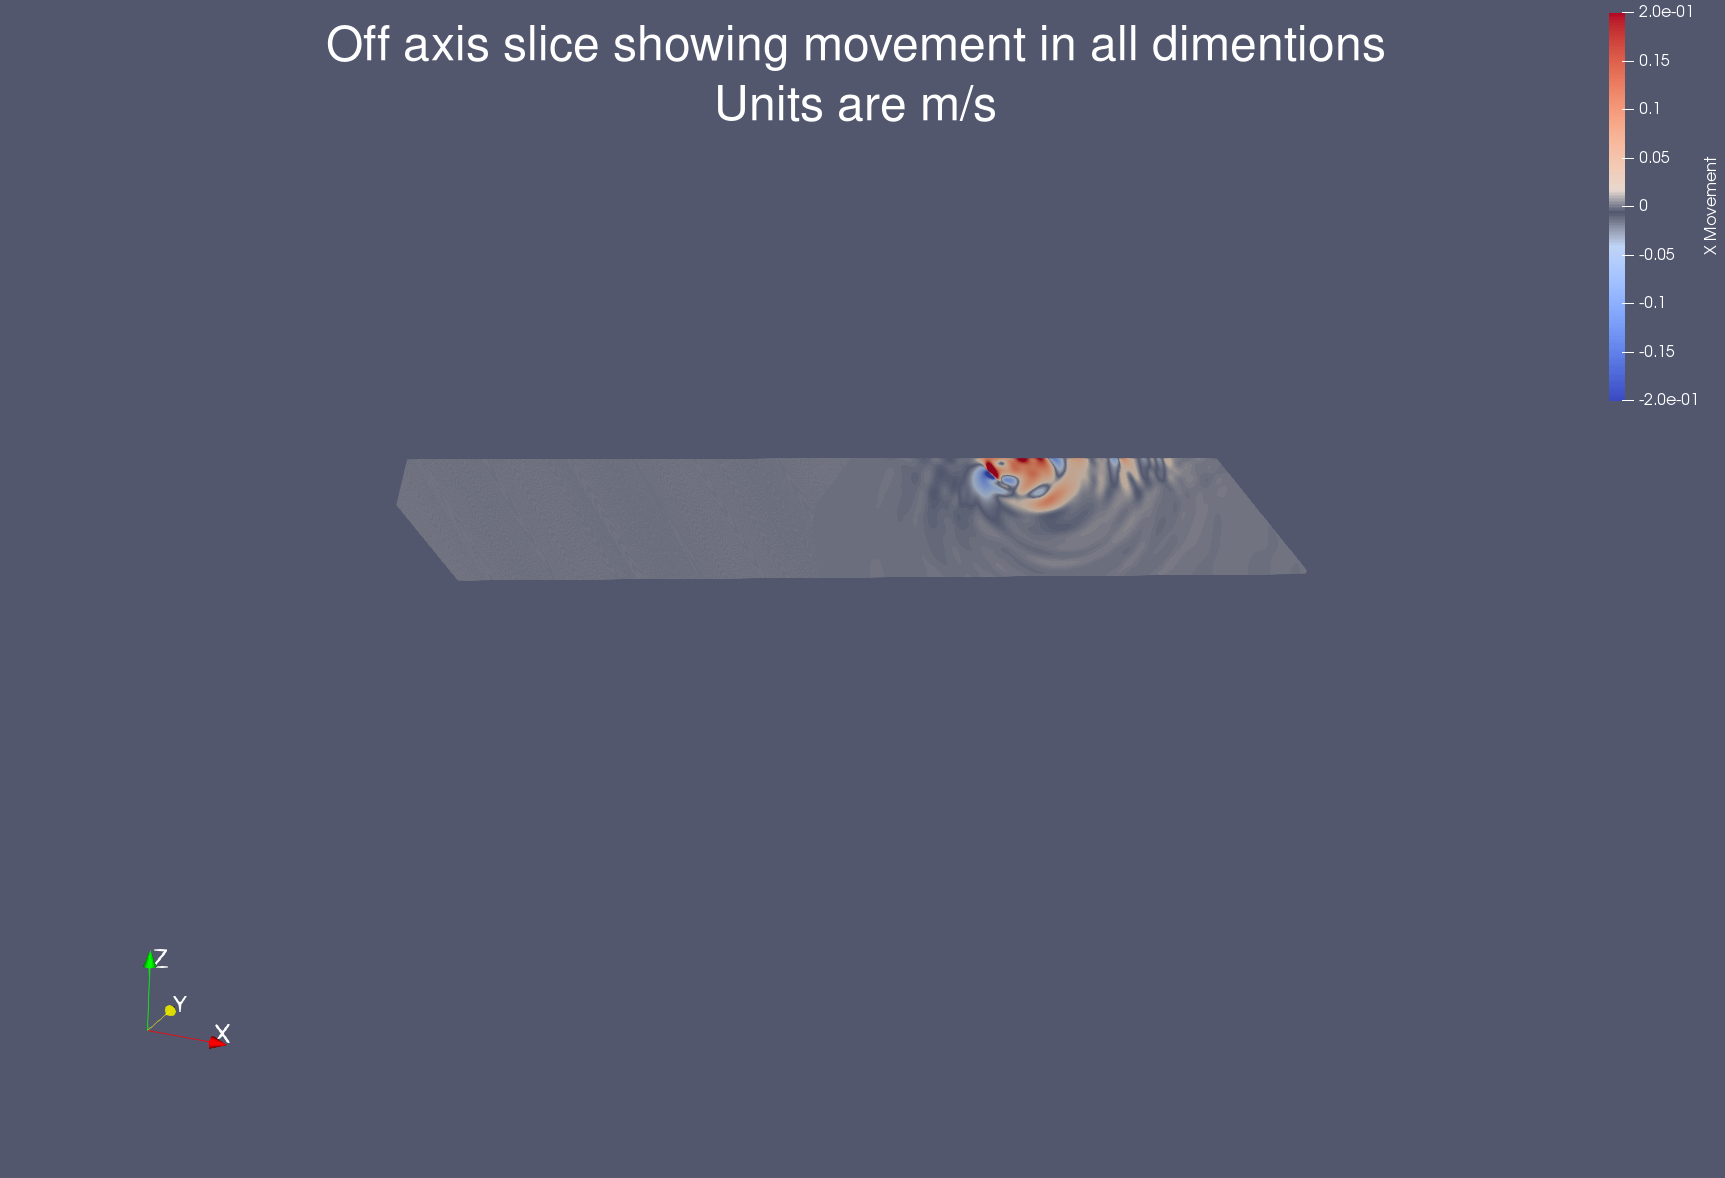 Off axis slice showing movement in all dimentions
Units are m/s
2.0e-01
0.15
0.1
0.05
0
-0.05
-0.1
-0.15
-2.0e-01
X Movement
Z
Y
X